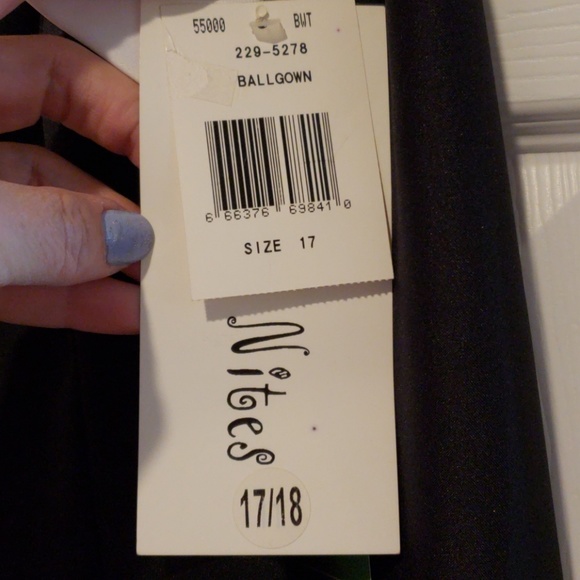 55000 BWT
229-5278
BALLGOWN
6 66376 69841 0
SIZE 17
Nites
17/18